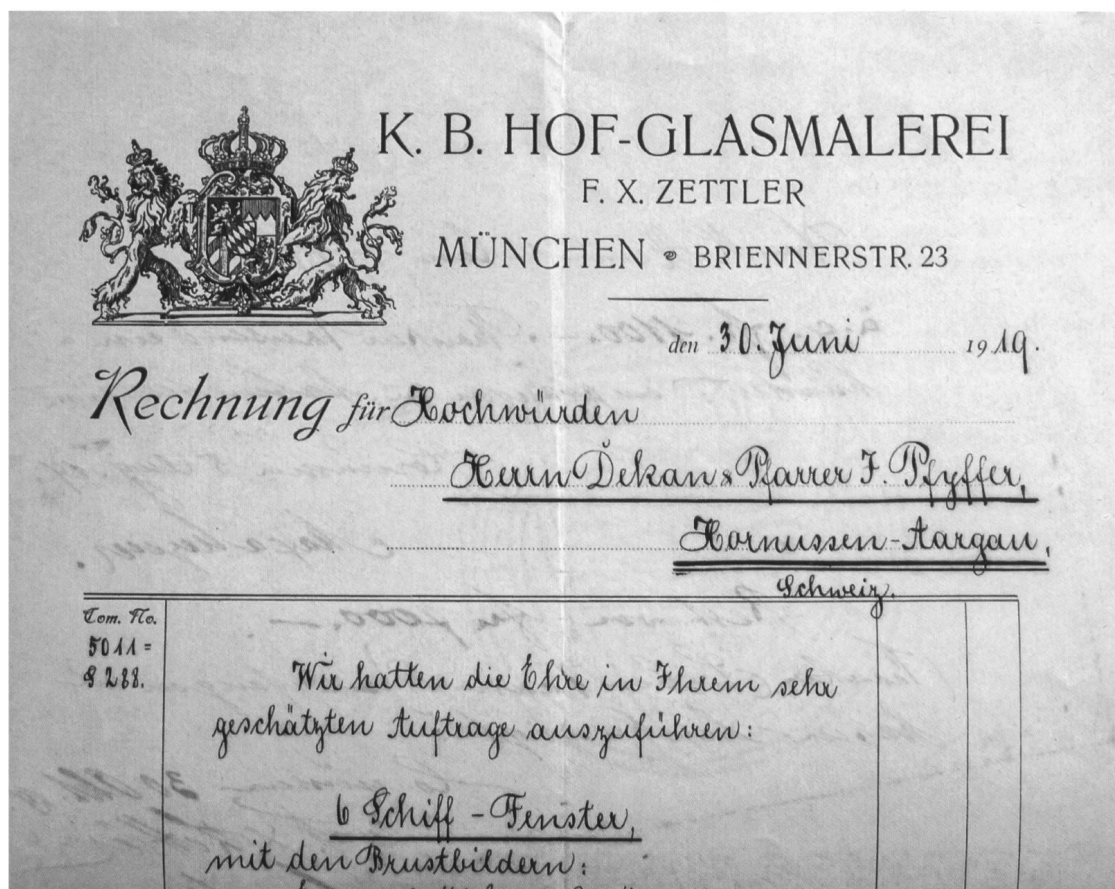 K. B. HOF-GLASMALEREI
F. X. ZETTLER
MÜNCHEN BRIENNERSTR. 23
den 30. Juni 1919.
Rechnung für Hochwürden
Herrn Dekan & Pfarrer J. Pfyffer,
Hornussen-Aargau,
Schweiz.
Com. No.
5011 =
S 288.
Wir hatten die Ehre in Ihrem sehr
geschätzten Auftrage auszuführen:
6 Schiff - Fenster,
mit den Brustbildern: